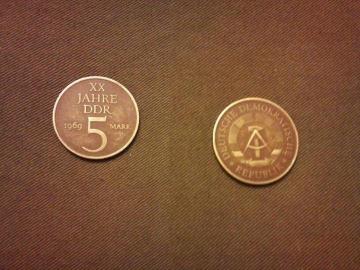 XX
JAHRE
DDR
1969 5 MARK
DEUTSCHE DEMOKRATISCHE
REPUBLIK